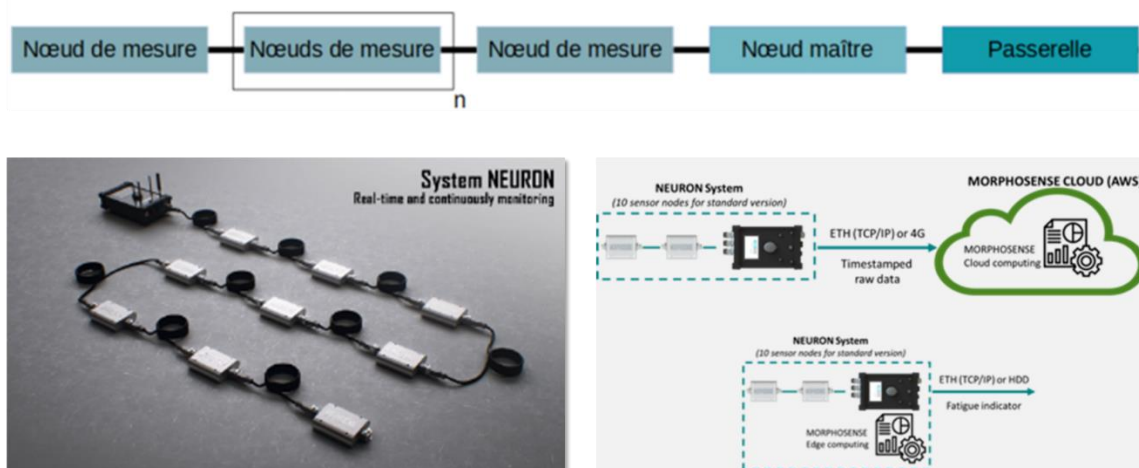 Nœud de mesure
Nœuds de mesure
Nœud de mesure
Nœud maître
Passerelle
n
System NEURON
Real-time and continuously monitoring
NEURON System
(10 sensor nodes for standard version)
ETH (TCP/IP) or 4G
Timestamped
raw data
MORPHOSENSE CLOUD (AWS
MORPHOSENSE
Cloud computing
NEURON System
(10 sensor nodes for standard version)
ETH (TCP/IP) or HDD
Fatigue indicator
MORPHOSENSE
Edge computing